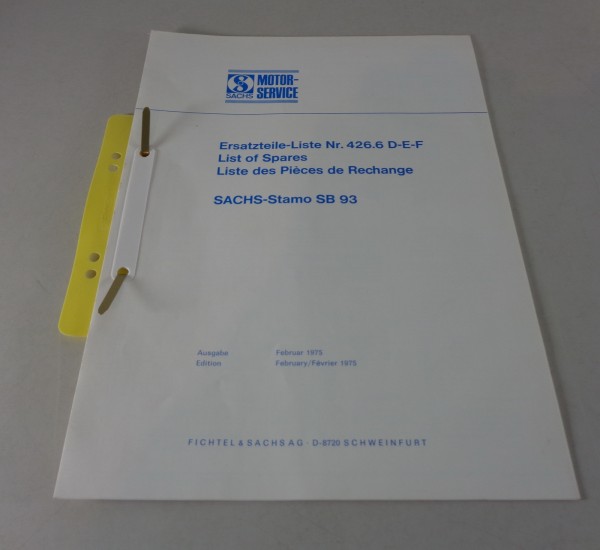 SACHS
MOTOR-
SERVICE
Ersatzteile-Liste Nr. 426.6 D-E-F
List of Spares
Liste des Pièces de Rechange
SACHS-Stamo SB 93
Ausgabe Februar 1975
Edition February/Février 1975
FICHTEL & SACHS AG · D-8720 SCHWEINFURT